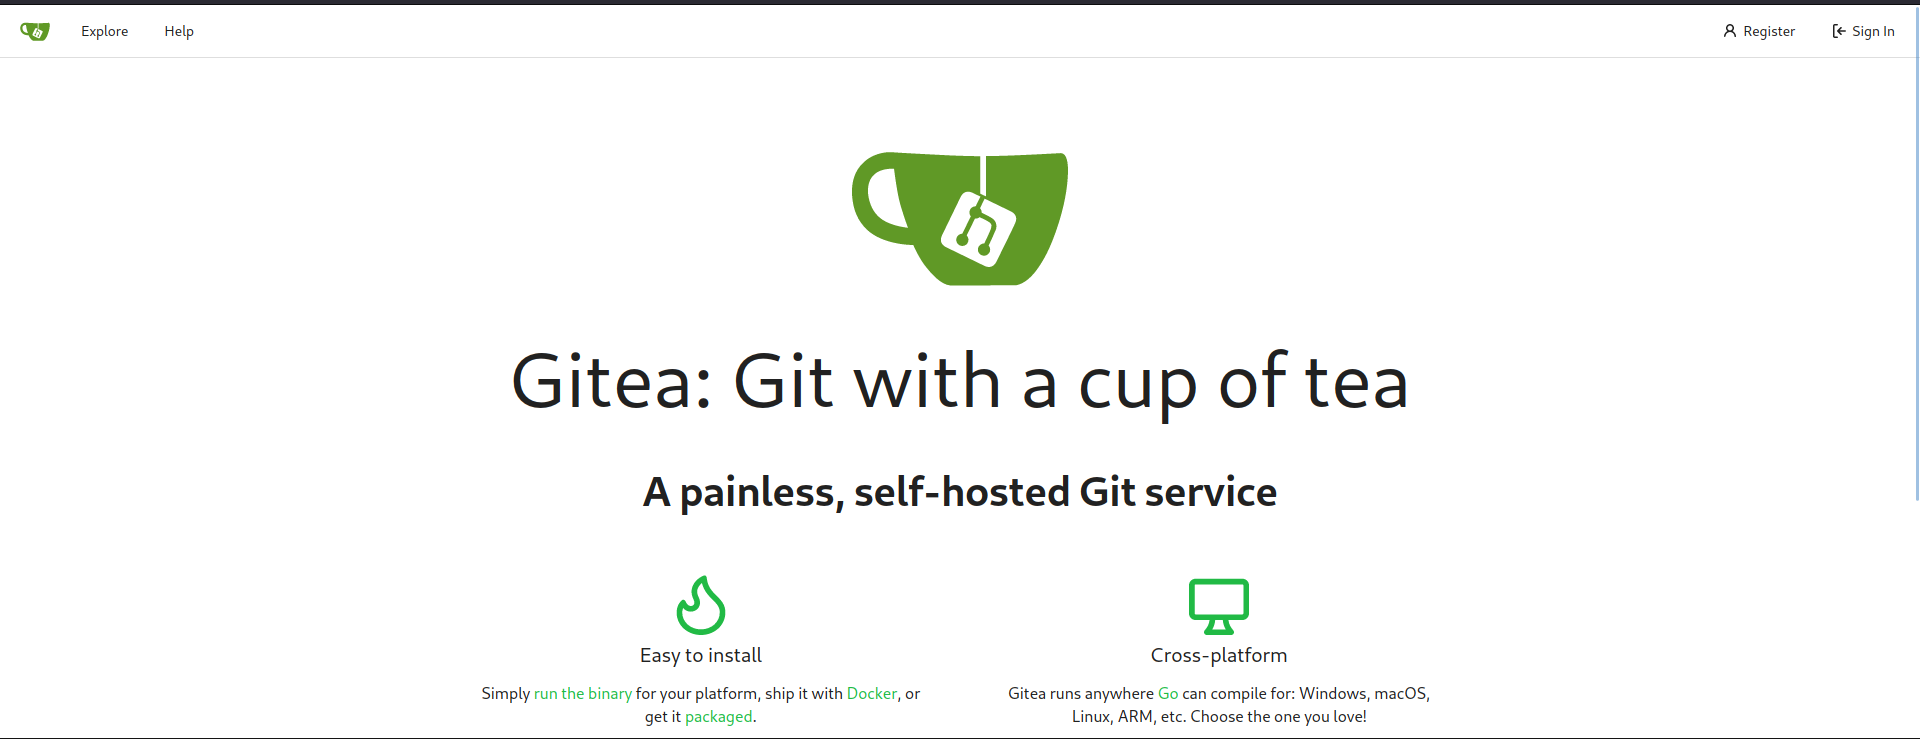 Explore Help Register Sign In
Gitea: Git with a cup of tea
A painless, self-hosted Git service
Easy to install
Simply run the binary for your platform, ship it with Docker, or
get it packaged.
Cross-platform
Gitea runs anywhere Go can compile for: Windows, macOS,
Linux, ARM, etc. Choose the one you love!